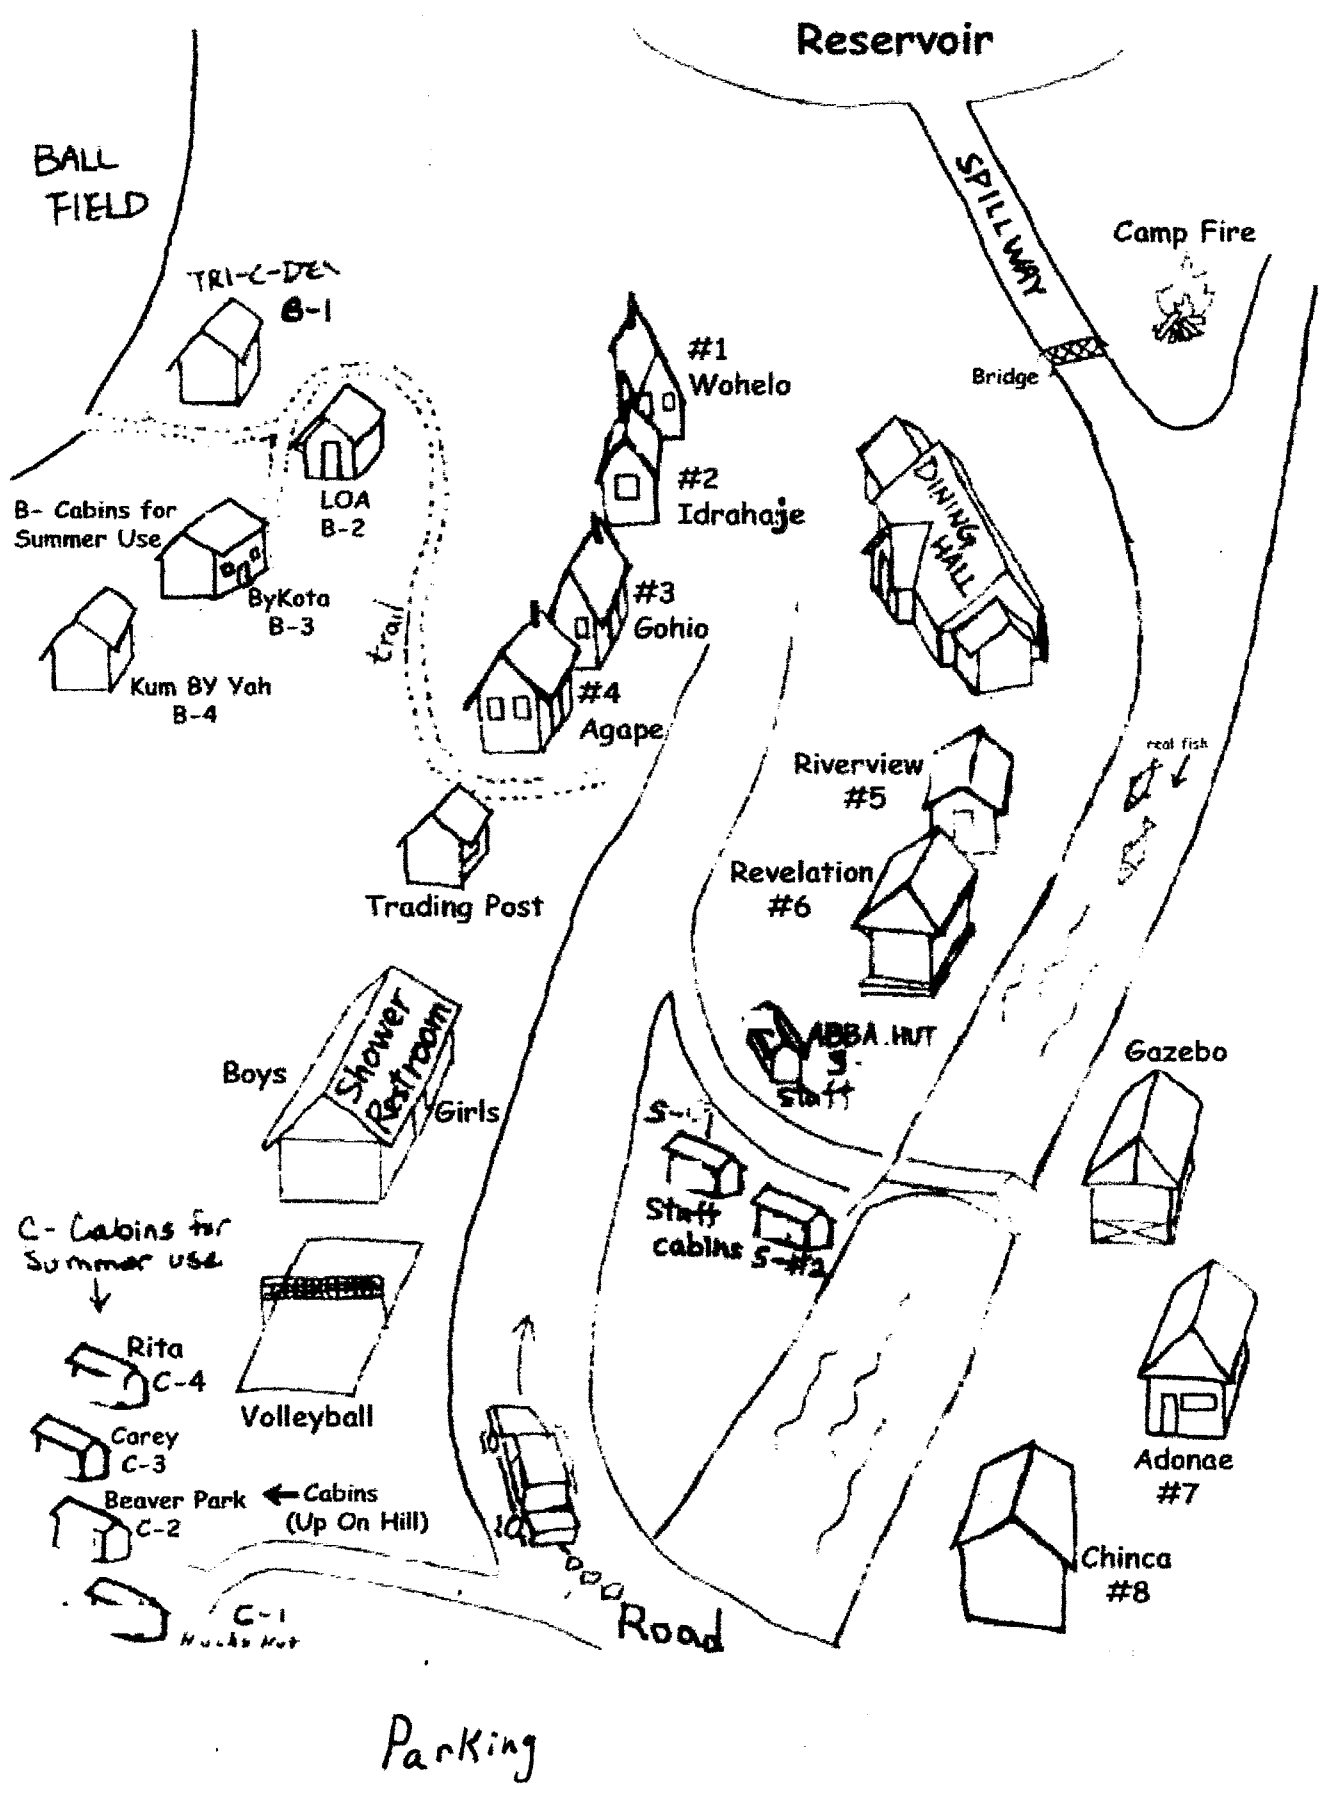 Reservoir
SPILLWAY
BALL
FIELD
Camp Fire
B-1
#1
Wohelo
Bridge
#2
Idrahaje
DINING
HALL
LOA
B-2
B- Cabins for
Summer Use
ByKota
B-3
#3
Gohio
trail
Kum BY Yah
B-4
#4
Agape
real fish
Riverview
#5
Revelation
#6
Trading Post
Shower
Restroom
Boys
Girls
ABBA HUT
S-
Staff
Gazebo
S-
Staff
cabins
S-#2
C- Cabins for
Summer use
Rita
C-4
Volleyball
Carey
C-3
Beaver Park
C-2
Cabins
(Up On Hill)
C-1
Adonae
#7
Chinca
#8
Road
Parking